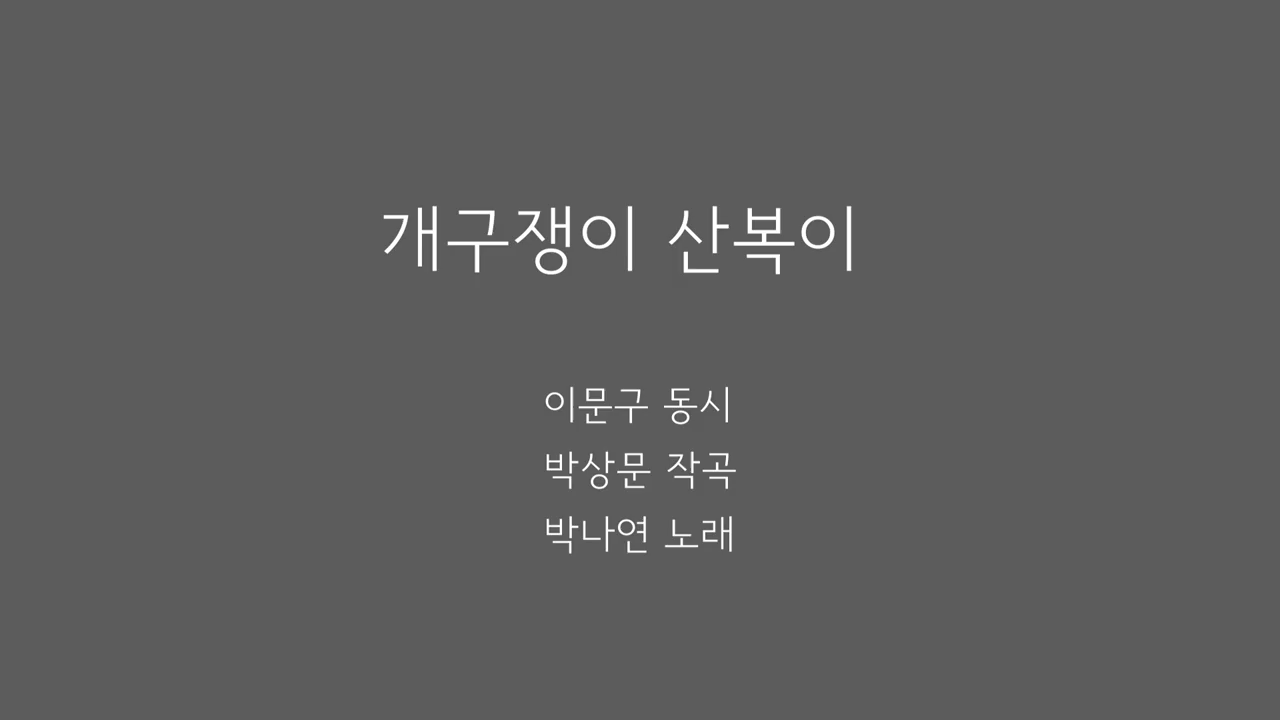 개구쟁이 산복이
이문구 동시
박상문 작곡
박나연 노래